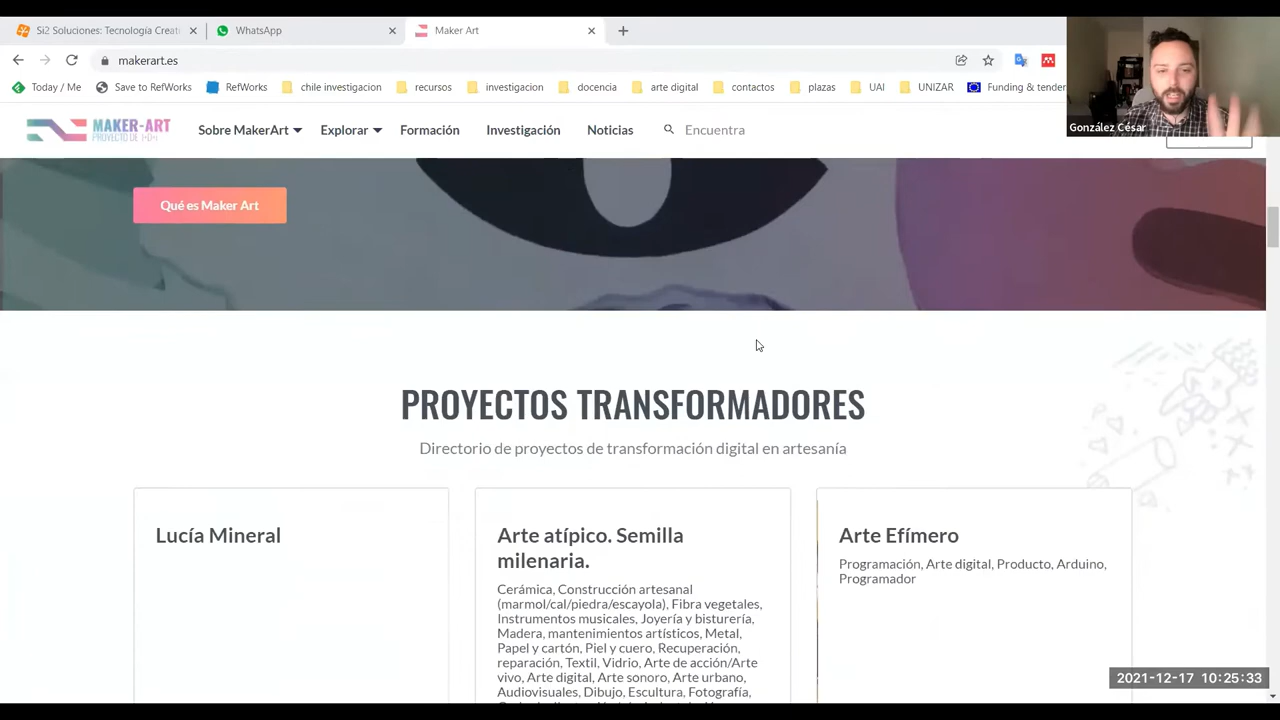 Si2 Soluciones: Tecnología Creati
WhatsApp
Maker Art
makerart.es
Today / Me
Save to RefWorks
RefWorks
chile investigacion
recursos
investigacion
docencia
arte digital
contactos
plazas
UAI
UNIZAR
Funding & tender
González César
MAKER-ART
PROYECTO DE I+D+I
Sobre MakerArt
Explorar
Formación
Investigación
Noticias
Encuentra
Qué es Maker Art
PROYECTOS TRANSFORMADORES
Directorio de proyectos de transformación digital en artesanía
Lucía Mineral
Arte atípico. Semilla
milenaria.
Cerámica, Construcción artesanal
(marmol/cal/piedra/escayola), Fibra vegetales,
Instrumentos musicales, Joyería y bisturería,
Madera, mantenimientos artísticos, Metal,
Papel y cartón, Piel y cuero, Recuperación,
reparación, Textil, Vidrio, Arte de acción/Arte
vivo, Arte digital, Arte sonoro, Arte urbano,
Audiovisuales, Dibujo, Escultura, Fotografía,
Arte Efímero
Programación, Arte digital, Producto, Arduino,
Programador
2021-12-17 10:25:33